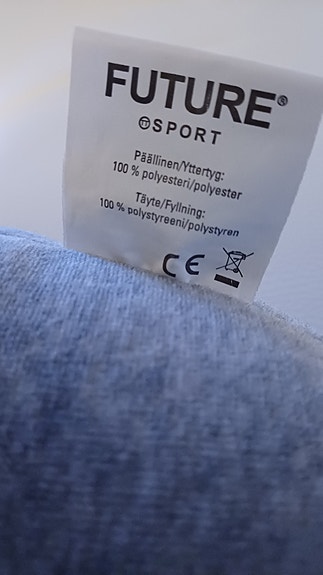 FUTURE®
SPORT
Päällinen/Yttertyg:
100 % polyesteri/polyester
Täyte/Fyllning:
100 % polystyreeni/polystyren
CE